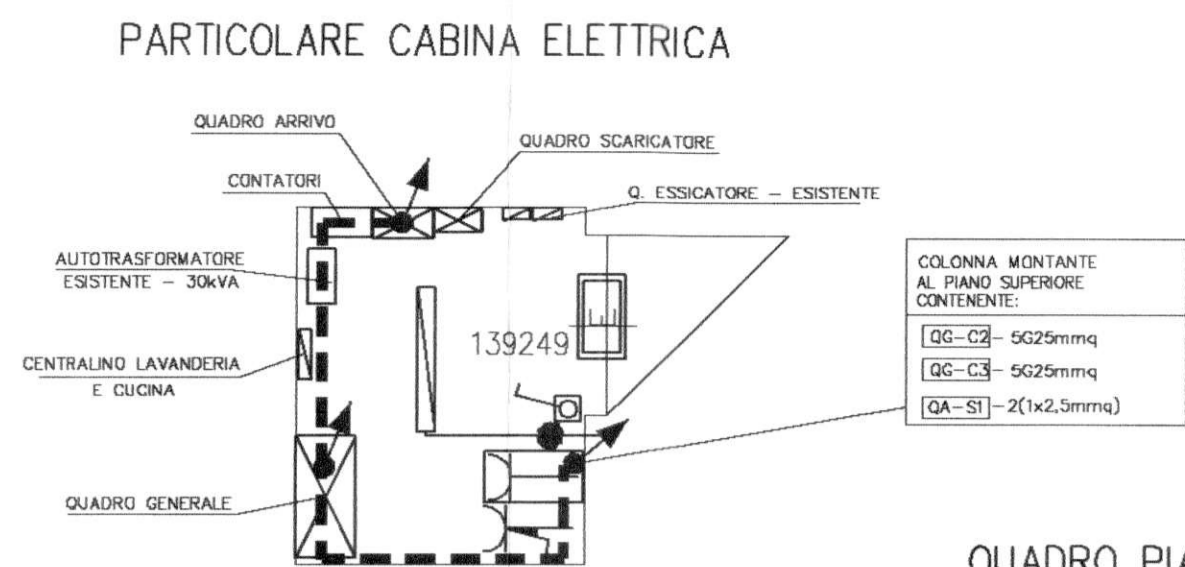 PARTICOLARE CABINA ELETTRICA
QUADRO ARRIVO
QUADRO SCARICATORE
CONTATORI
Q. ESSICATORE – ESISTENTE
AUTOTRASFORMATORE
ESISTENTE – 30kVA
COLONNA MONTANTE
AL PIANO SUPERIORE
CONTENENTE:
QG-C2 - 5G25mmq
QG-C3 - 5G25mmq
QA-S1 - 2(1x2,5mmq)
139249
CENTRALINO LAVANDERIA
E CUCINA
QUADRO GENERALE
QUADRO